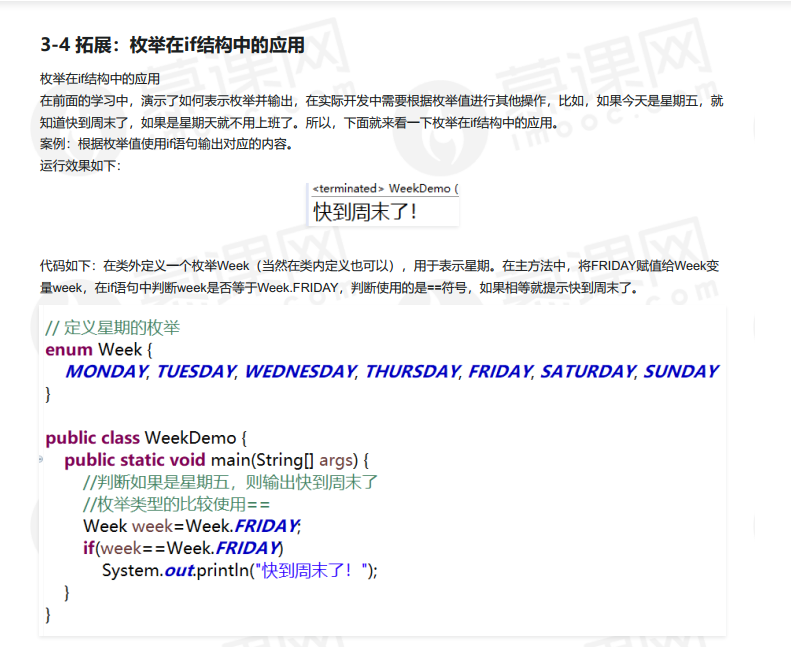 3-4 拓展：枚举在if结构中的应用
枚举在if结构中的应用
在前面的学习中，演示了如何表示枚举并输出，在实际开发中需要根据枚举值进行其他操作，比如，如果今天是星期五，就
知道快到周末了，如果是星期天就不用上班了。所以，下面就来看一下枚举在if结构中的应用。
案例：根据枚举值使用if语句输出对应的内容。
运行效果如下：
<terminated> WeekDemo (
快到周末了！
代码如下：在类外定义一个枚举Week（当然在类内定义也可以），用于表示星期。在主方法中，将FRIDAY赋值给Week变
量week，在if语句中判断week是否等于Week.FRIDAY，判断使用的是==符号，如果相等就提示快到周末了。
// 定义星期的枚举
enum Week {
MONDAY, TUESDAY, WEDNESDAY, THURSDAY, FRIDAY, SATURDAY, SUNDAY
}
public class WeekDemo {
public static void main(String[] args) {
//判断如果是星期五，则输出快到周末了
//枚举类型的比较使用==
Week week=Week.FRIDAY;
if(week==Week.FRIDAY)
System.out.println("快到周末了！");
}
}
慕课网
imooc.com